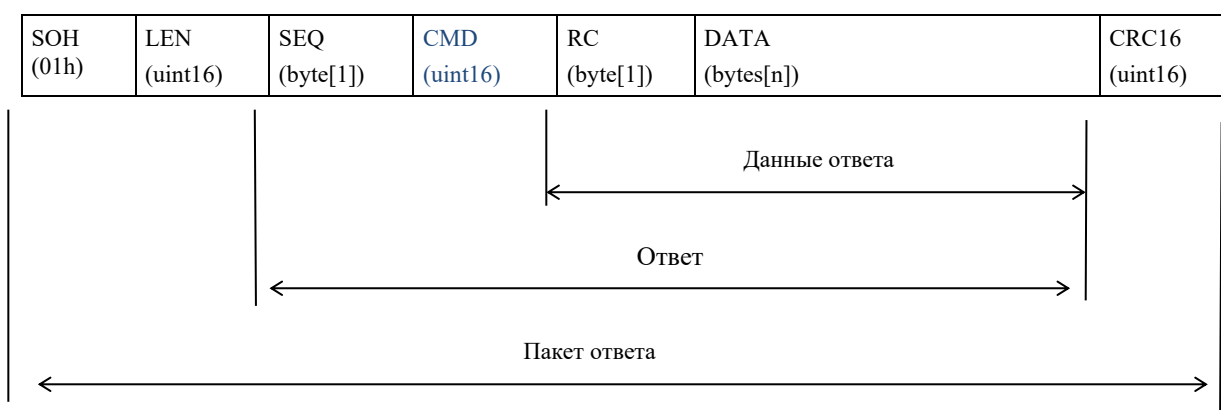 SOH LEN SEQ CMD RC DATA CRC16
(01h) (uint16) (byte[1]) (uint16) (byte[1]) (bytes[n]) (uint16)
Данные ответа
Ответ
Пакет ответа